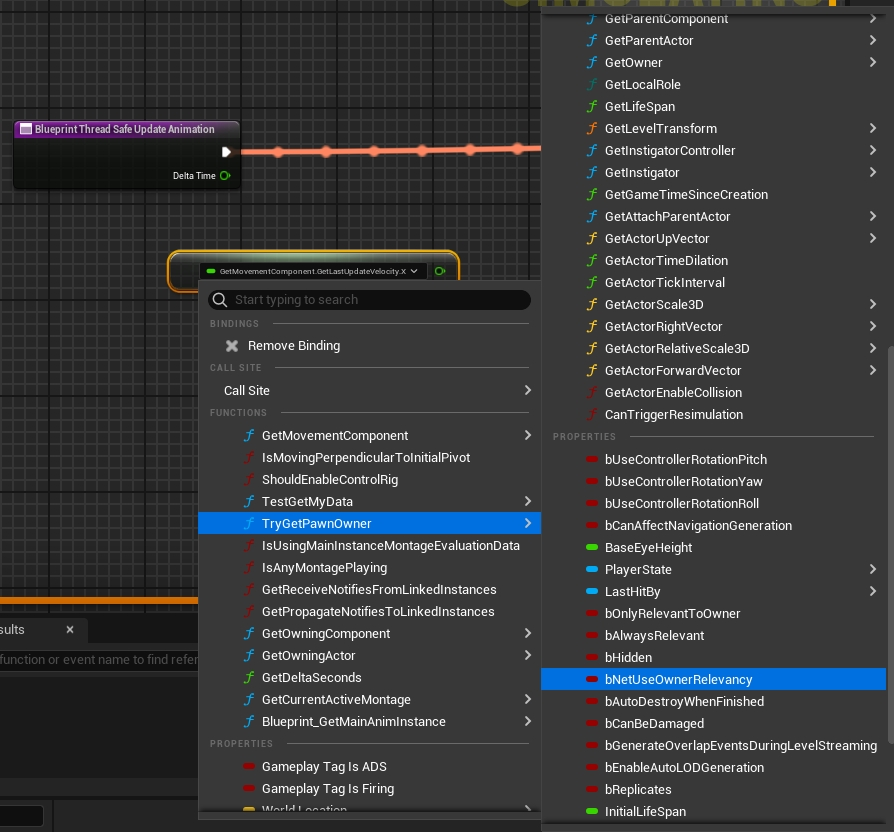 Blueprint Thread Safe Update Animation
Delta Time
GetMovementComponent.GetLastUpdateVelocity.X
Start typing to search
BINDINGS
Remove Binding
CALL SITE
Call Site
FUNCTIONS
GetMovementComponent
IsMovingPerpendicularToInitialPivot
ShouldEnableControlRig
TestGetMyData
TryGetPawnOwner
IsUsingMainInstanceMontageEvaluationData
IsAnyMontagePlaying
GetReceiveNotifiesFromLinkedInstances
GetPropagateNotifiesToLinkedInstances
GetOwningComponent
GetOwningActor
GetDeltaSeconds
GetCurrentActiveMontage
Blueprint_GetMainAnimInstance
PROPERTIES
Gameplay Tag Is ADS
Gameplay Tag Is Firing
World Location
GetParentComponent
GetParentActor
GetOwner
GetLocalRole
GetLifeSpan
GetLevelTransform
GetInstigatorController
GetInstigator
GetGameTimeSinceCreation
GetAttachParentActor
GetActorUpVector
GetActorTimeDilation
GetActorTickInterval
GetActorScale3D
GetActorRightVector
GetActorRelativeScale3D
GetActorForwardVector
GetActorEnableCollision
CanTriggerResimulation
PROPERTIES
bUseControllerRotationPitch
bUseControllerRotationYaw
bUseControllerRotationRoll
bCanAffectNavigationGeneration
BaseEyeHeight
PlayerState
LastHitBy
bOnlyRelevantToOwner
bAlwaysRelevant
bHidden
bNetUseOwnerRelevancy
bAutoDestroyWhenFinished
bCanBeDamaged
bGenerateOverlapEventsDuringLevelStreaming
bEnableAutoLODGeneration
bReplicates
InitialLifeSpan
sults
function or event name to find refer